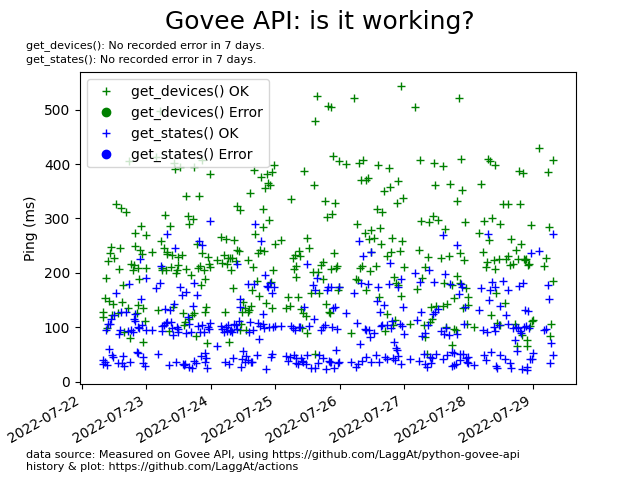 Govee API: is it working?
get_devices(): No recorded error in 7 days.
get_states(): No recorded error in 7 days.
get_devices() OK
get_devices() Error
get_states() OK
get_states() Error
Ping (ms)
500
400
300
200
100
0
2022-07-22
2022-07-23
2022-07-24
2022-07-25
2022-07-26
2022-07-27
2022-07-28
2022-07-29
data source: Measured on Govee API, using https://github.com/LaggAt/python-govee-api
history & plot: https://github.com/LaggAt/actions